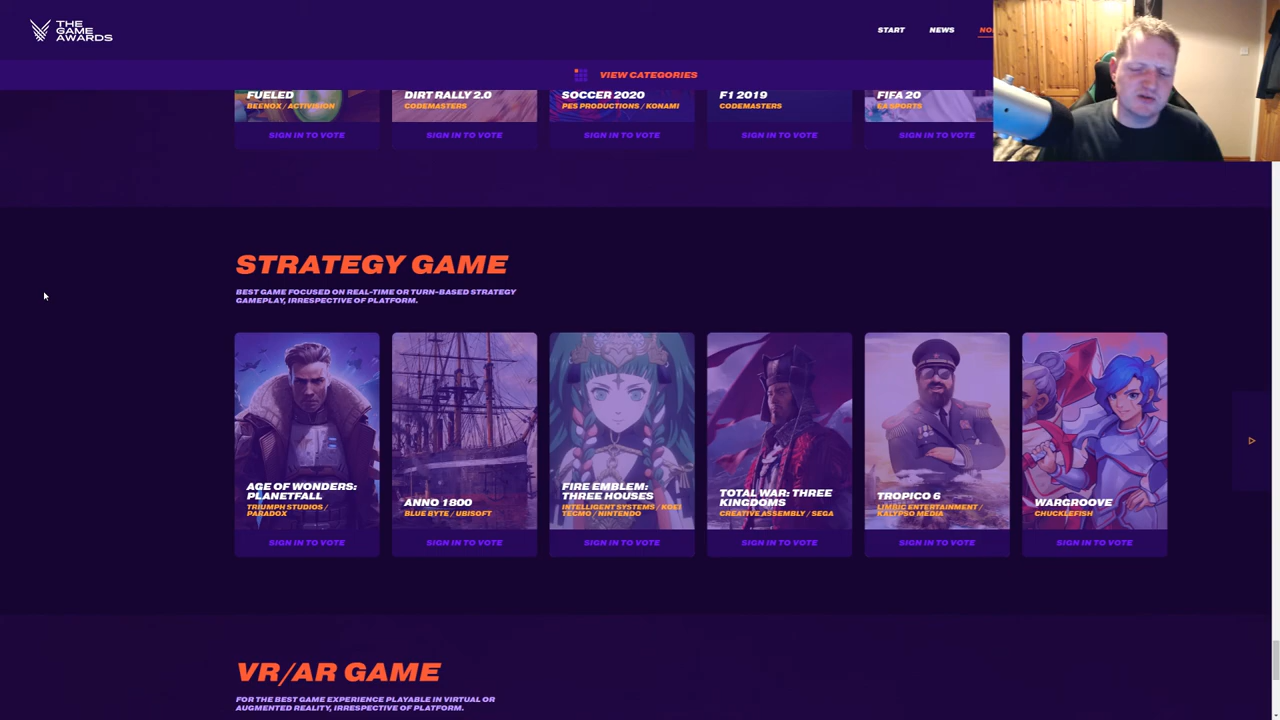 THE
GAME
AWARDS
START
NEWS
VIEW CATEGORIES
FUELED
BEENOX / ACTIVISION
SIGN IN TO VOTE
DIRT RALLY 2.0
CODEMASTERS
SIGN IN TO VOTE
SOCCER 2020
PES PRODUCTIONS / KONAMI
SIGN IN TO VOTE
F1 2019
CODEMASTERS
SIGN IN TO VOTE
FIFA 20
EA SPORTS
SIGN IN TO VOTE
STRATEGY GAME
BEST GAME FOCUSED ON REAL-TIME OR TURN-BASED STRATEGY
GAMEPLAY, IRRESPECTIVE OF PLATFORM.
AGE OF WONDERS:
PLANETFALL
TRIUMPH STUDIOS /
PARADOX
SIGN IN TO VOTE
ANNO 1800
BLUE BYTE / UBISOFT
SIGN IN TO VOTE
FIRE EMBLEM:
THREE HOUSES
INTELLIGENT SYSTEMS / KOEI
TECMO / NINTENDO
SIGN IN TO VOTE
TOTAL WAR: THREE
KINGDOMS
CREATIVE ASSEMBLY / SEGA
SIGN IN TO VOTE
TROPICO 6
LIMBIC ENTERTAINMENT /
KALYPSO MEDIA
SIGN IN TO VOTE
WARGROOVE
CHUCKLEFISH
SIGN IN TO VOTE
VR/AR GAME
FOR THE BEST GAME EXPERIENCE PLAYABLE IN VIRTUAL OR
AUGMENTED REALITY, IRRESPECTIVE OF PLATFORM.